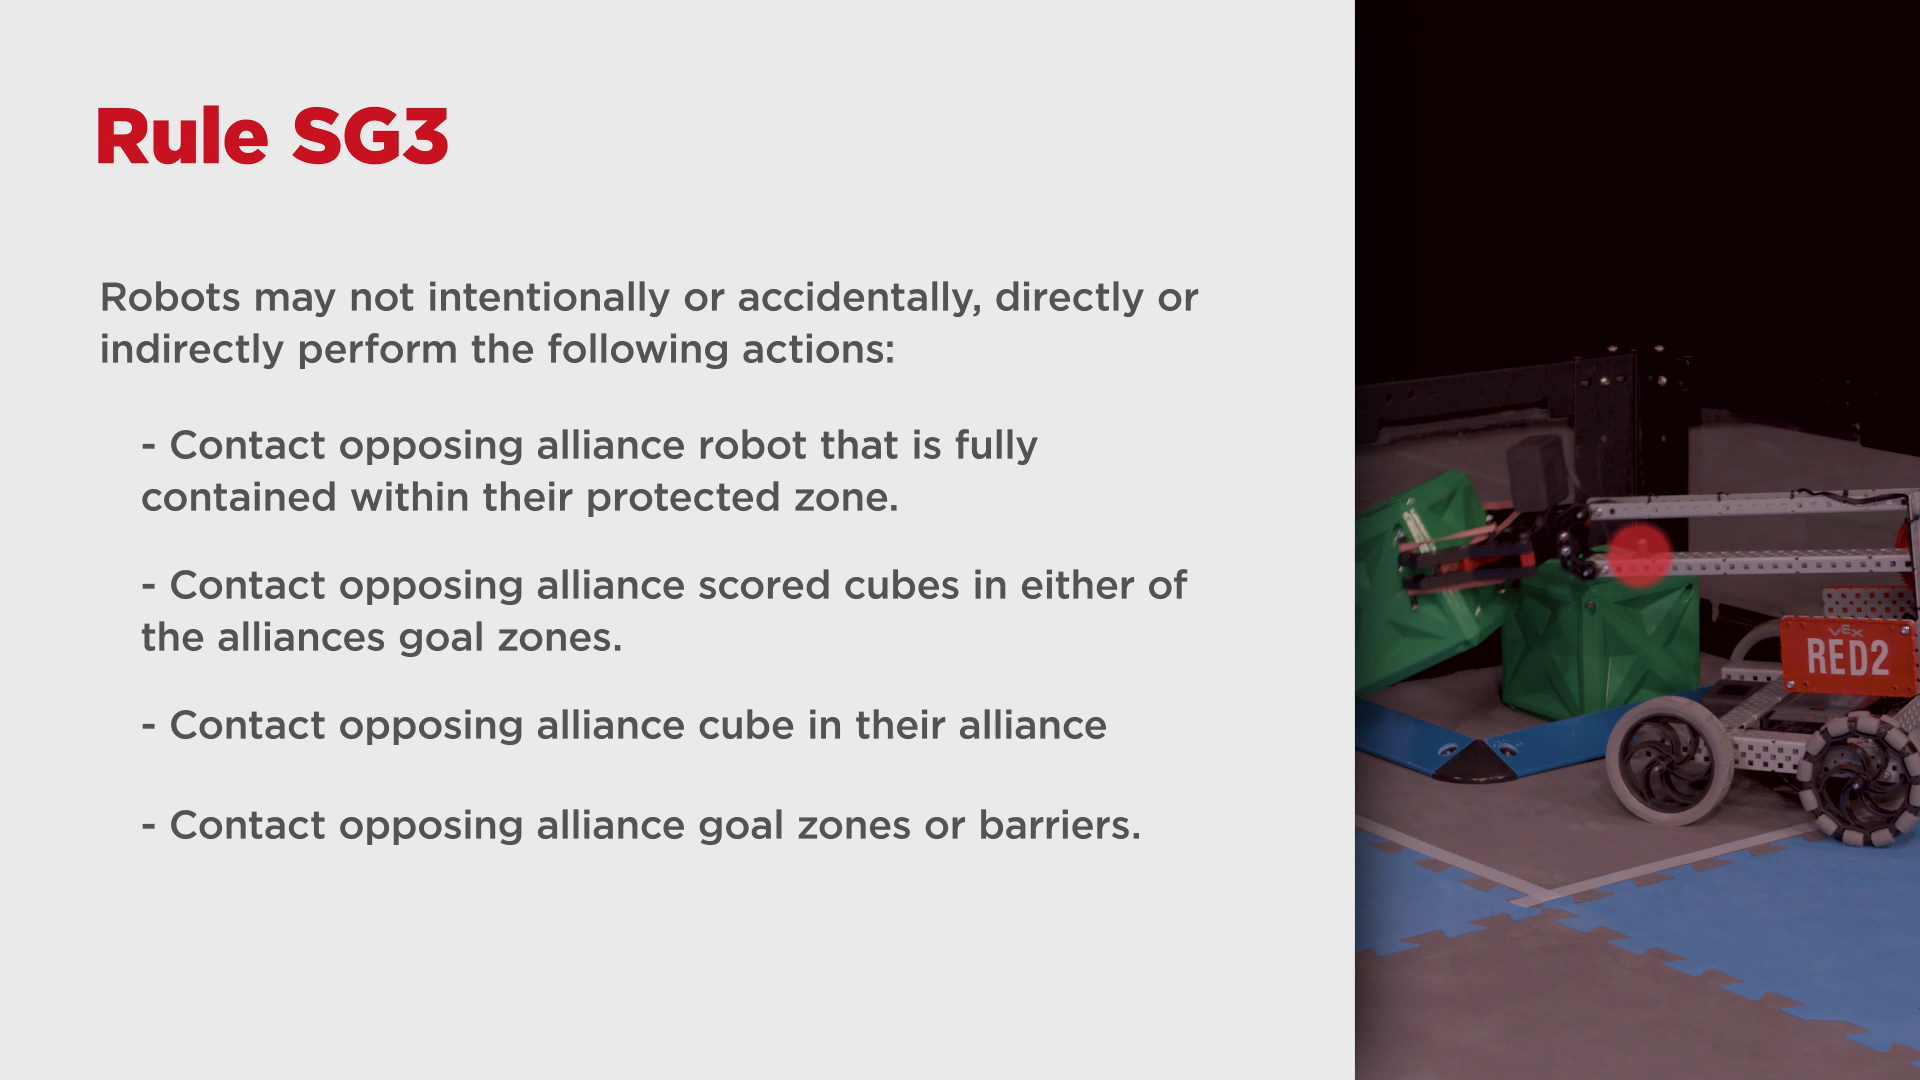 Rule SG3
Robots may not intentionally or accidentally, directly or
indirectly perform the following actions:
- Contact opposing alliance robot that is fully
contained within their protected zone.
- Contact opposing alliance scored cubes in either of
the alliances goal zones.
- Contact opposing alliance cube in their alliance
- Contact opposing alliance goal zones or barriers.
VEX
RED2